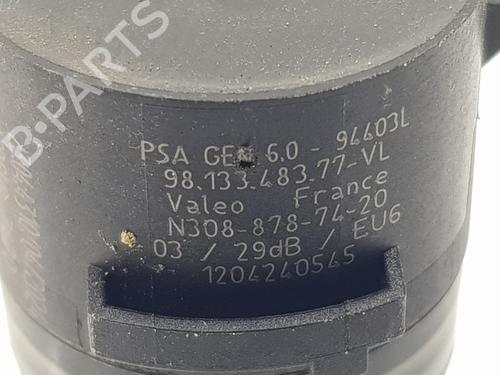 PSA GEN 6.0 - 94403L
98.133.483.77-VL
Valeo France
N308-878-74-20
03 / 29dB / EU6
1204240545
B-PARTS